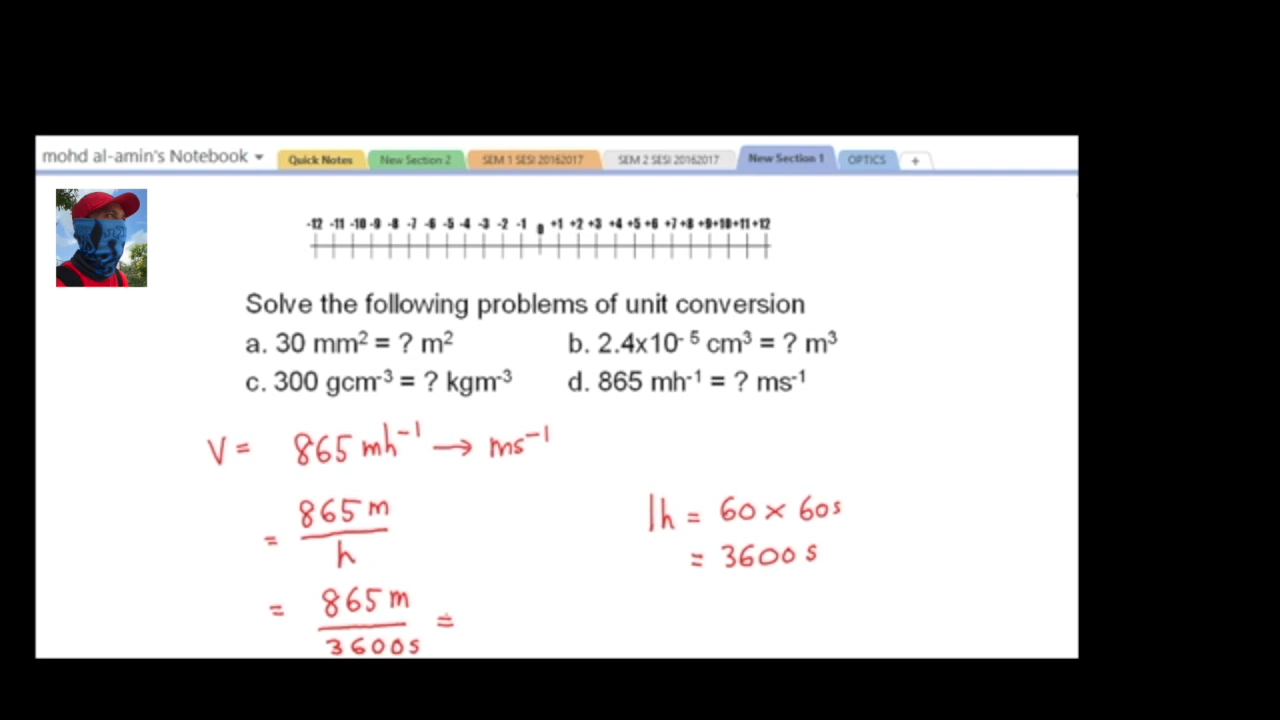 mohd al-amin's Notebook Quick Notes New Section 2 SEM 1 SESI 20162017 SEM 2 SESI 20162017 New Section 1 OPTICS +
-12 -11 -10 -9 -8 -7 -6 -5 -4 -3 -2 -1 0 +1 +2 +3 +4 +5 +6 +7 +8 +9 +10 +11 +12
Solve the following problems of unit conversion
a. 30 mm² = ? m² b. 2.4x10⁻⁵ cm³ = ? m³
c. 300 gcm⁻³ = ? kgm⁻³ d. 865 mh⁻¹ = ? ms⁻¹
V = 865 mh⁻¹ → ms⁻¹
= 865 m / h
1h = 60 × 60s
= 3600 s
= 865 m / 3600 s =